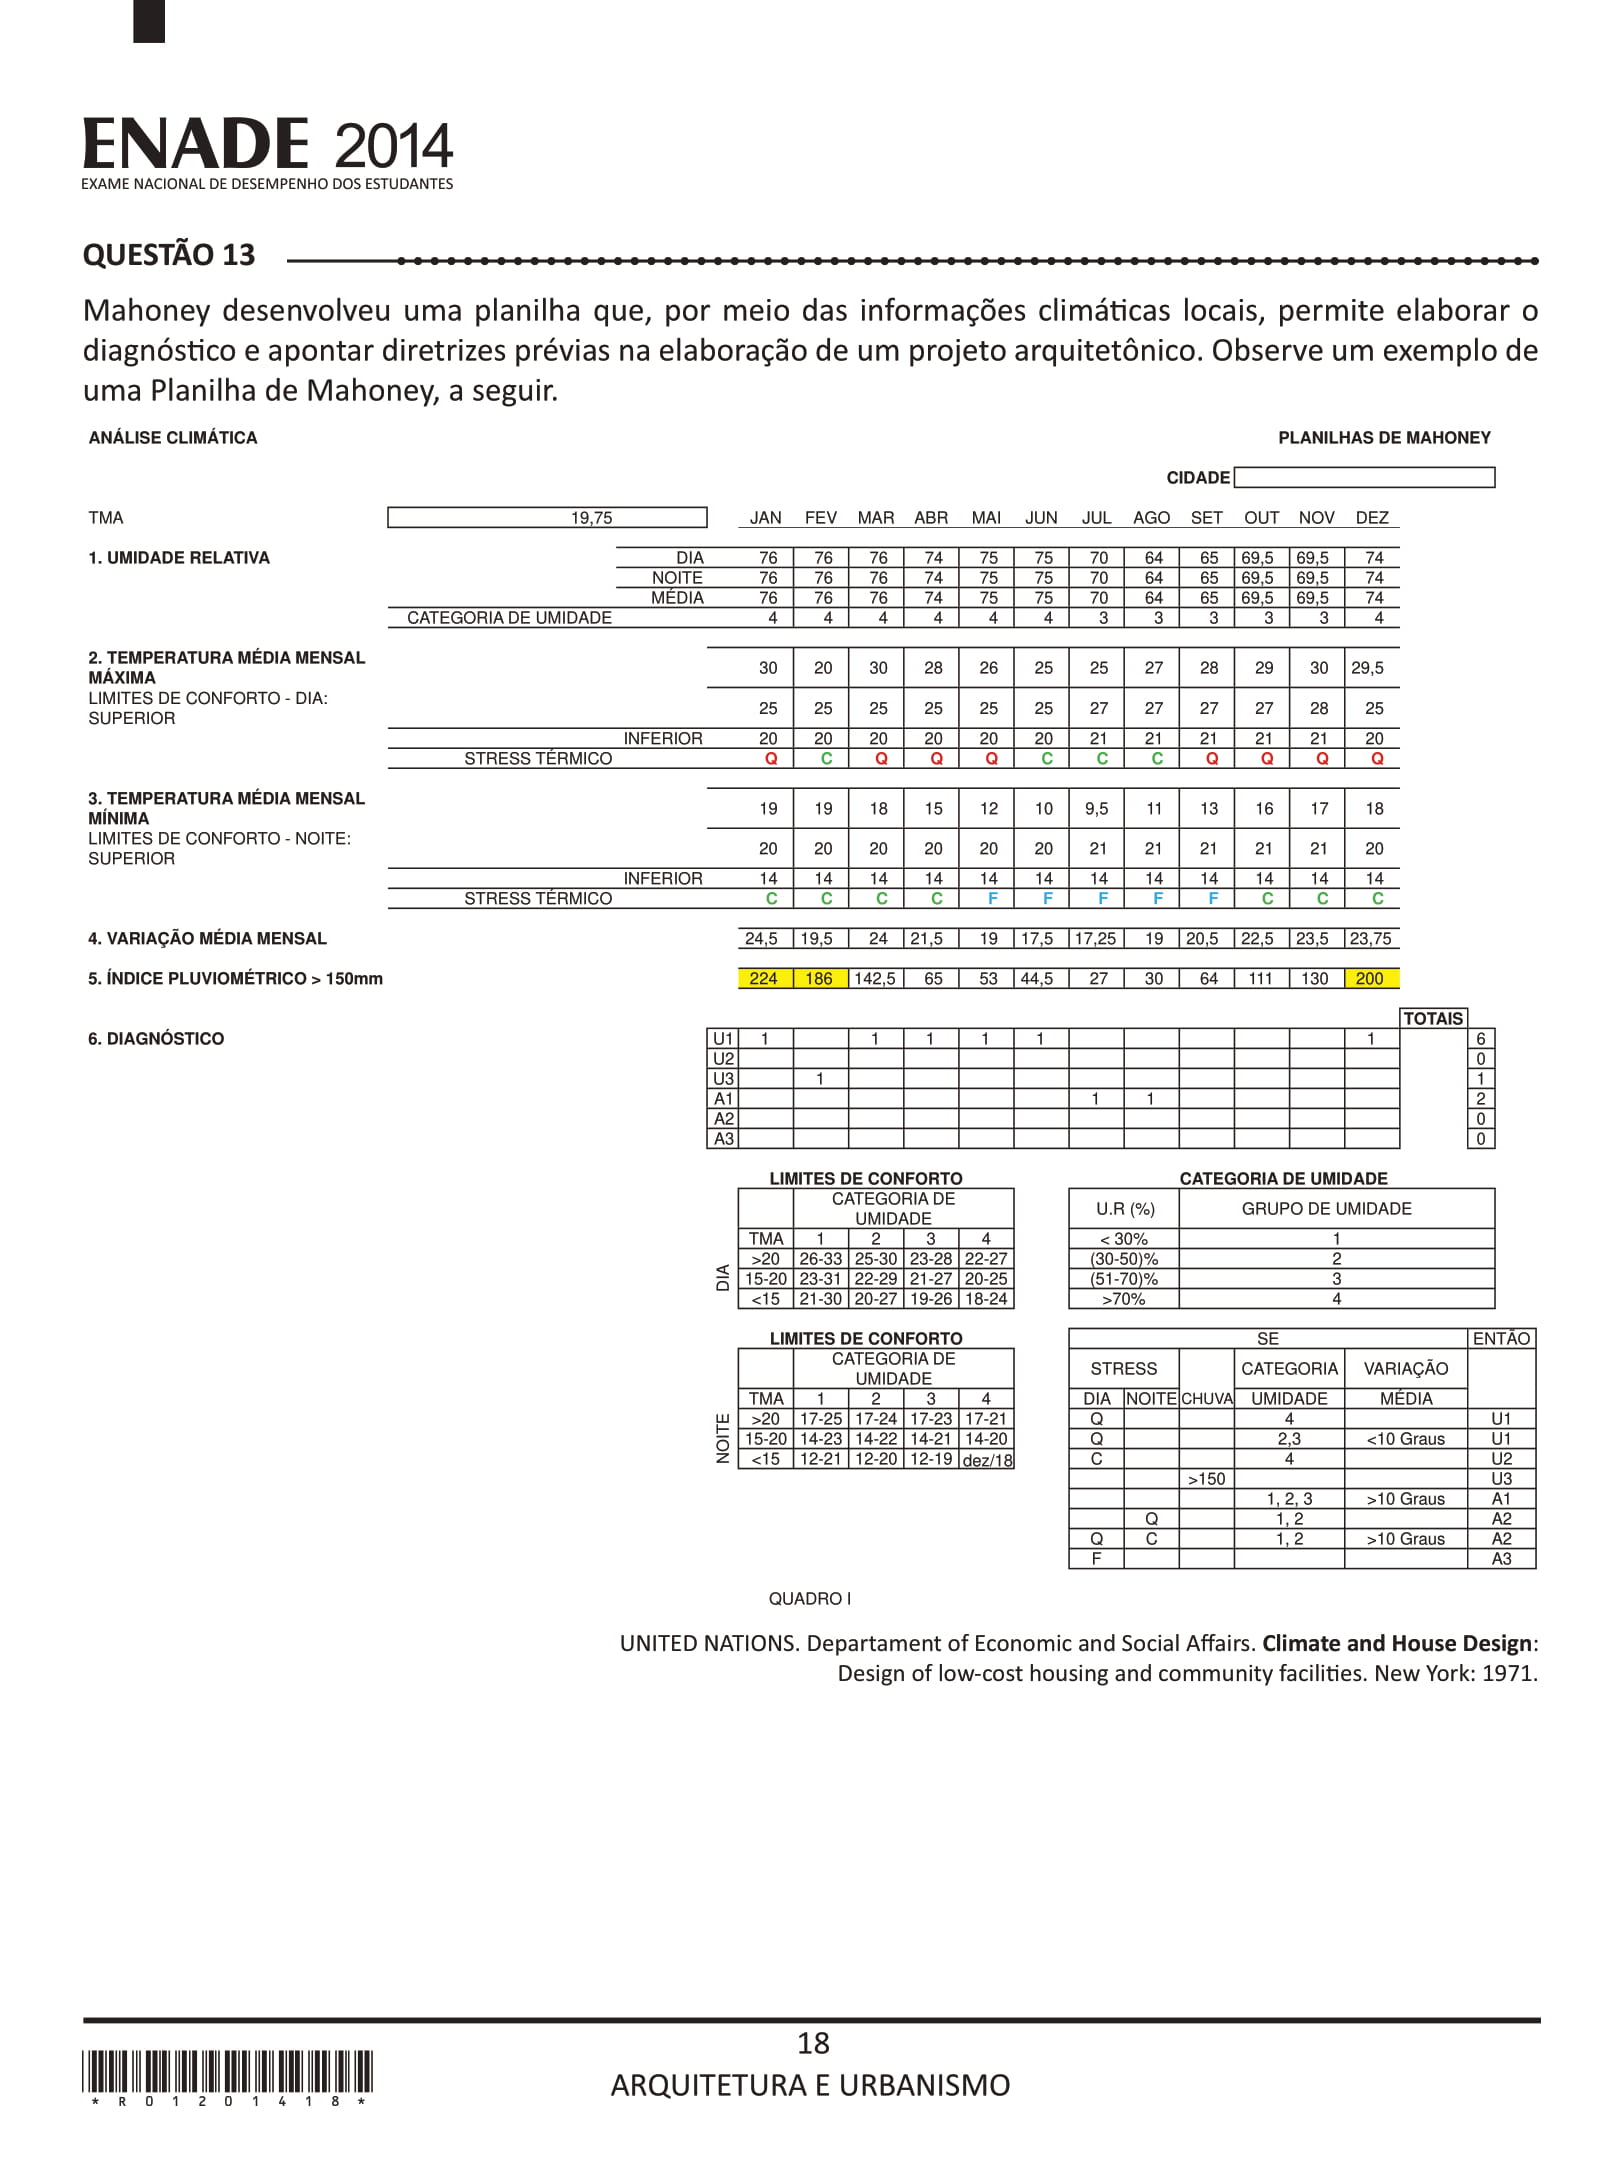 ENADE 2014
EXAME NACIONAL DE DESEMPENHO DOS ESTUDANTES
QUESTÃO 13
Mahoney desenvolveu uma planilha que, por meio das informações climáticas locais, permite elaborar o
diagnóstico e apontar diretrizes prévias na elaboração de um projeto arquitetônico. Observe um exemplo de
uma Planilha de Mahoney, a seguir.
ANÁLISE CLIMÁTICA PLANILHAS DE MAHONEY
CIDADE
TMA 19,75 JAN FEV MAR ABR MAI JUN JUL AGO SET OUT NOV DEZ
1. UMIDADE RELATIVA DIA 76 76 76 74 75 75 70 64 65 69,5 69,5 74
NOITE 76 76 76 74 75 75 70 64 65 69,5 69,5 74
MÉDIA 76 76 76 74 75 75 70 64 65 69,5 69,5 74
CATEGORIA DE UMIDADE 4 4 4 4 4 4 3 3 3 3 3 4
2. TEMPERATURA MÉDIA MENSAL
MÁXIMA 30 20 30 28 26 25 25 27 28 29 30 29,5
LIMITES DE CONFORTO - DIA:
SUPERIOR 25 25 25 25 25 25 27 27 27 27 28 25
INFERIOR 20 20 20 20 20 20 21 21 21 21 21 20
STRESS TÉRMICO Q C Q Q Q C C C Q Q Q Q
3. TEMPERATURA MÉDIA MENSAL
MÍNIMA 19 19 18 15 12 10 9,5 11 13 16 17 18
LIMITES DE CONFORTO - NOITE:
SUPERIOR 20 20 20 20 20 20 21 21 21 21 21 20
INFERIOR 14 14 14 14 14 14 14 14 14 14 14 14
STRESS TÉRMICO C C C C F F F F F C C C
4. VARIAÇÃO MÉDIA MENSAL 24,5 19,5 24 21,5 19 17,5 17,25 19 20,5 22,5 23,5 23,75
5. ÍNDICE PLUVIOMÉTRICO > 150mm 224 186 142,5 65 53 44,5 27 30 64 111 130 200
TOTAIS
6. DIAGNÓSTICO U1 1 1 1 1 1 1 6
U2 0
U3 1 1
A1 1 1 2
A2 0
A3 0
LIMITES DE CONFORTO
CATEGORIA DE
UMIDADE
TMA 1 2 3 4
>20 26-33 25-30 23-28 22-27
15-20 23-31 22-29 21-27 20-25
<15 21-30 20-27 19-26 18-24
DIA
CATEGORIA DE UMIDADE
U.R (%) GRUPO DE UMIDADE
< 30% 1
(30-50)% 2
(51-70)% 3
>70% 4
LIMITES DE CONFORTO
CATEGORIA DE
UMIDADE
TMA 1 2 3 4
>20 17-25 17-24 17-23 17-21
15-20 14-23 14-22 14-21 14-20
<15 12-21 12-20 12-19 dez/18
NOITE
SE ENTÃO
STRESS CATEGORIA VARIAÇÃO
DIA NOITE CHUVA UMIDADE MÉDIA
Q 4 U1
Q 2,3 <10 Graus U1
C 4 U2
>150 U3
1, 2, 3 >10 Graus A1
Q 1, 2 A2
Q C 1, 2 >10 Graus A2
F A3
QUADRO I
UNITED NATIONS. Departament of Economic and Social Affairs. Climate and House Design:
Design of low-cost housing and community facilities. New York: 1971.
18
ARQUITETURA E URBANISMO
* R 0 1 2 0 1 4 1 8 *